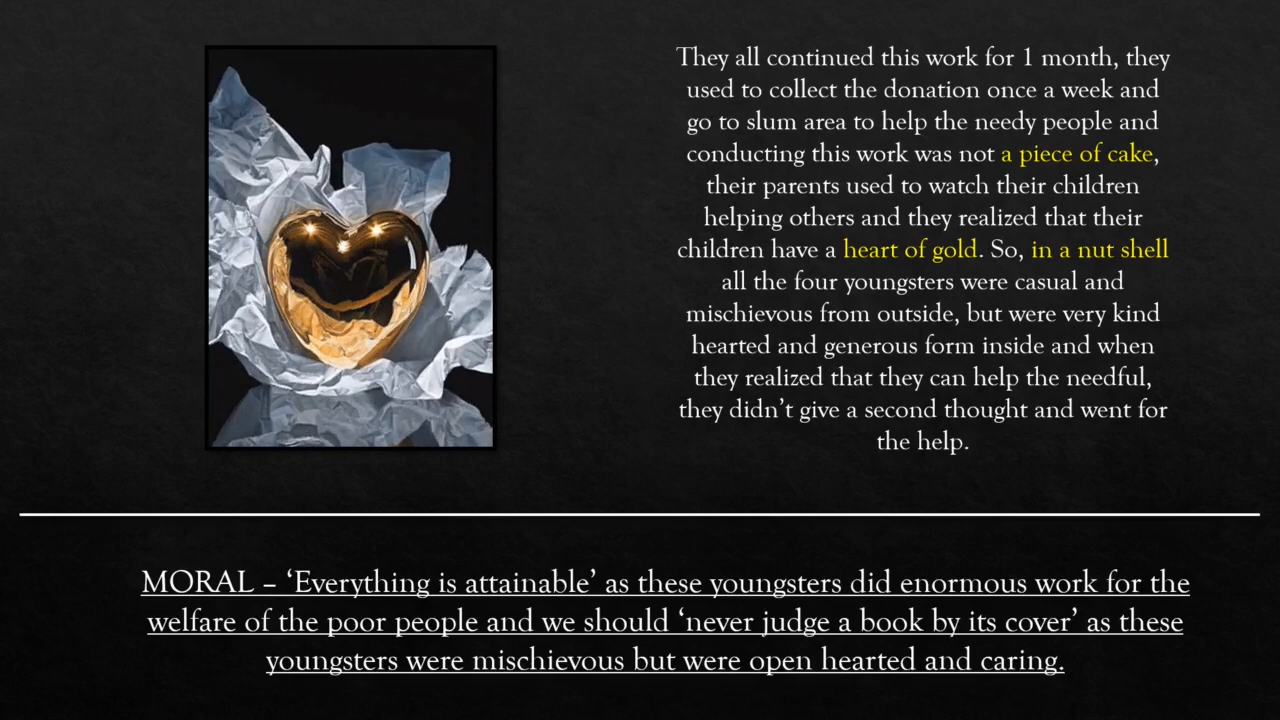 They all continued this work for 1 month, they
used to collect the donation once a week and
go to slum area to help the needy people and
conducting this work was not a piece of cake,
their parents used to watch their children
helping others and they realized that their
children have a heart of gold. So, in a nut shell
all the four youngsters were casual and
mischievous from outside, but were very kind
hearted and generous form inside and when
they realized that they can help the needful,
they didn't give a second thought and went for
the help.
MORAL – ‘Everything is attainable’ as these youngsters did enormous work for the
welfare of the poor people and we should ‘never judge a book by its cover’ as these
youngsters were mischievous but were open hearted and caring.